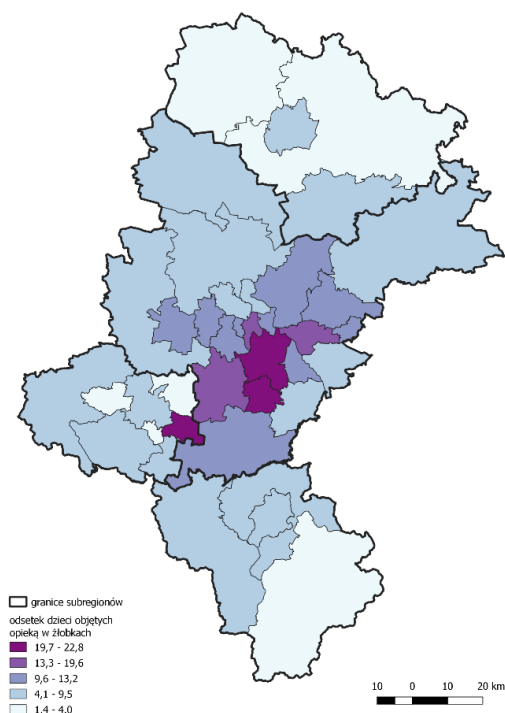 granice subregionów
odsetek dzieci objętych
opieką w żłobkach
19,7 - 22,8
13,3 - 19,6
9,6 - 13,2
4,1 - 9,5
1,4 - 4,0
10 0 10 20 km